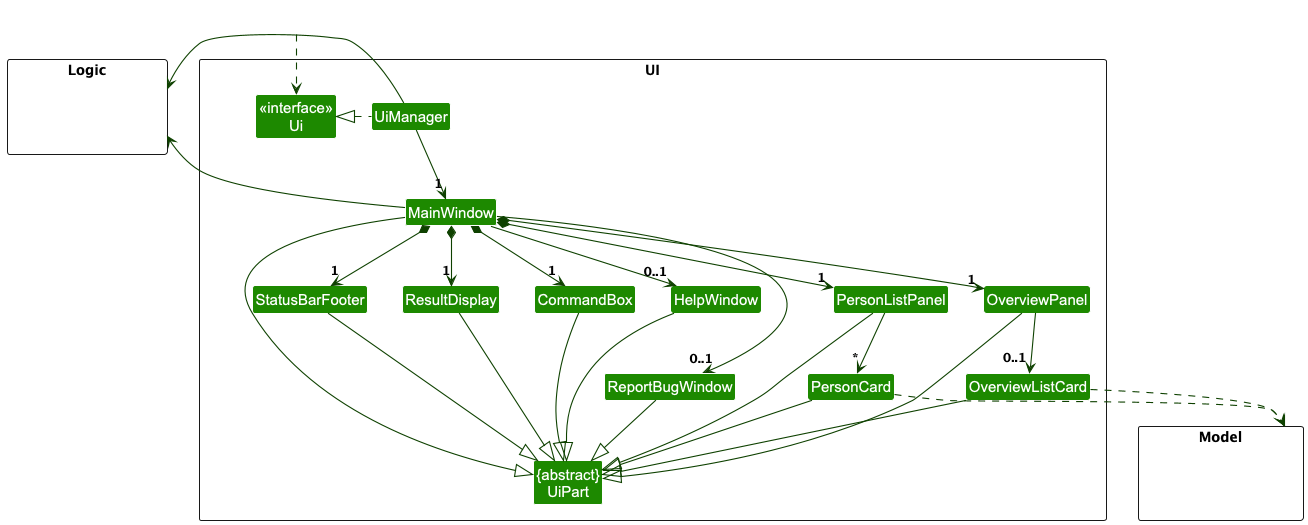 Logic
UI
«interface»
Ui
UiManager
1
MainWindow
1
1
1
0..1
1
1
StatusBarFooter
ResultDisplay
CommandBox
HelpWindow
PersonListPanel
OverviewPanel
0..1
*
0..1
ReportBugWindow
PersonCard
OverviewListCard
Model
{abstract}
UiPart